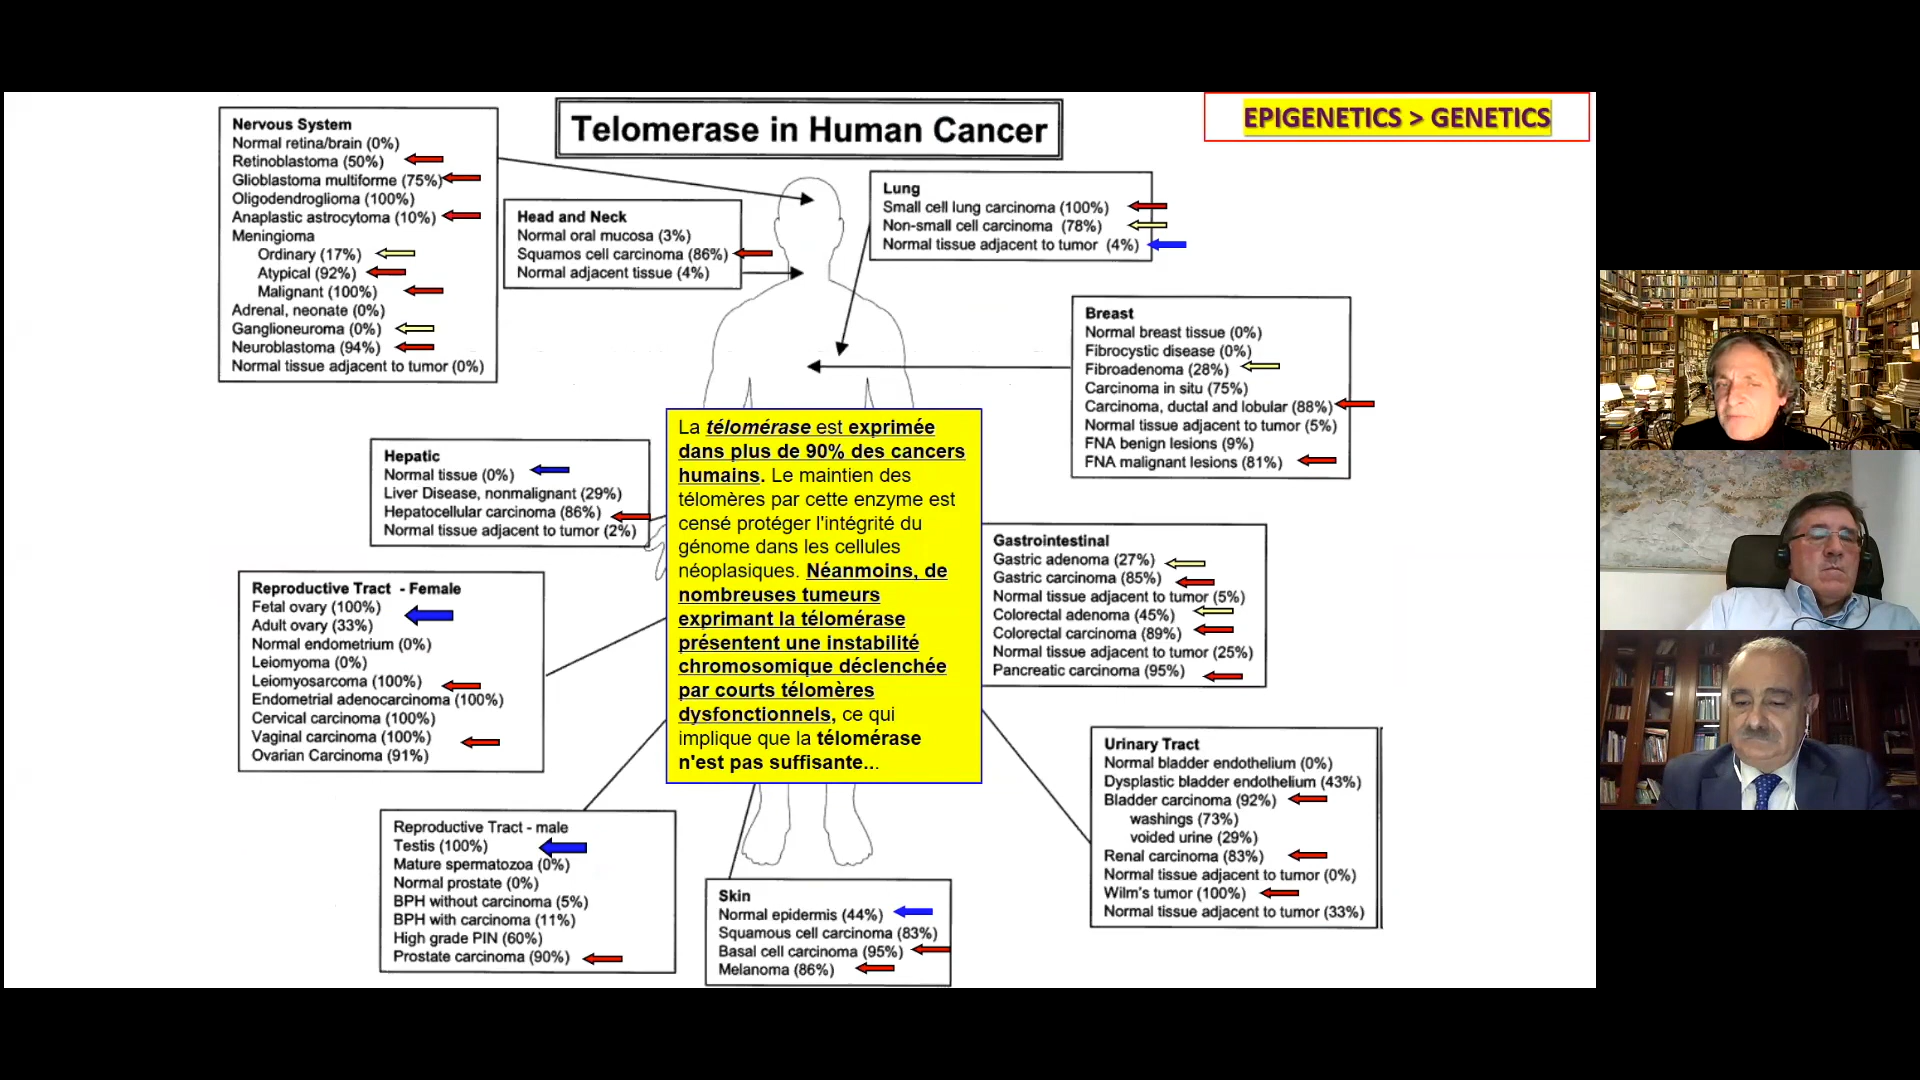 Telomerase in Human Cancer
EPIGENETICS > GENETICS
Nervous System
Normal retina/brain (0%)
Retinoblastoma (50%)
Glioblastoma multiforme (75%)
Oligodendroglioma (100%)
Anaplastic astrocytoma (10%)
Meningioma
Ordinary (17%)
Atypical (92%)
Malignant (100%)
Adrenal, neonate (0%)
Ganglioneuroma (0%)
Neuroblastoma (94%)
Normal tissue adjacent to tumor (0%)
Head and Neck
Normal oral mucosa (3%)
Squamos cell carcinoma (86%)
Normal adjacent tissue (4%)
Lung
Small cell lung carcinoma (100%)
Non-small cell carcinoma (78%)
Normal tissue adjacent to tumor (4%)
Breast
Normal breast tissue (0%)
Fibrocystic disease (0%)
Fibroadenoma (28%)
Carcinoma in situ (75%)
Carcinoma, ductal and lobular (88%)
Normal tissue adjacent to tumor (5%)
FNA benign lesions (9%)
FNA malignant lesions (81%)
Hepatic
Normal tissue (0%)
Liver Disease, nonmalignant (29%)
Hepatocellular carcinoma (86%)
Normal tissue adjacent to tumor (2%)
La télomérase est exprimée
dans plus de 90% des cancers
humains. Le maintien des
télomères par cette enzyme est
censé protéger l'intégrité du
génome dans les cellules
néoplasiques. Néanmoins, de
nombreuses tumeurs
exprimant la télomérase
présentent une instabilité
chromosomique déclenchée
par courts télomères
dysfonctionnels, ce qui
implique que la télomérase
n'est pas suffisante...
Gastrointestinal
Gastric adenoma (27%)
Gastric carcinoma (85%)
Normal tissue adjacent to tumor (5%)
Colorectal adenoma (45%)
Colorectal carcinoma (89%)
Normal tissue adjacent to tumor (25%)
Pancreatic carcinoma (95%)
Reproductive Tract - Female
Fetal ovary (100%)
Adult ovary (33%)
Normal endometrium (0%)
Leiomyoma (0%)
Leiomyosarcoma (100%)
Endometrial adenocarcinoma (100%)
Cervical carcinoma (100%)
Vaginal carcinoma (100%)
Ovarian Carcinoma (91%)
Urinary Tract
Normal bladder endothelium (0%)
Dysplastic bladder endothelium (43%)
Bladder carcinoma (92%)
washings (73%)
voided urine (29%)
Renal carcinoma (83%)
Normal tissue adjacent to tumor (0%)
Wilm's tumor (100%)
Normal tissue adjacent to tumor (33%)
Reproductive Tract - male
Testis (100%)
Mature spermatozoa (0%)
Normal prostate (0%)
BPH without carcinoma (5%)
BPH with carcinoma (11%)
High grade PIN (60%)
Prostate carcinoma (90%)
Skin
Normal epidermis (44%)
Squamous cell carcinoma (83%)
Basal cell carcinoma (95%)
Melanoma (86%)